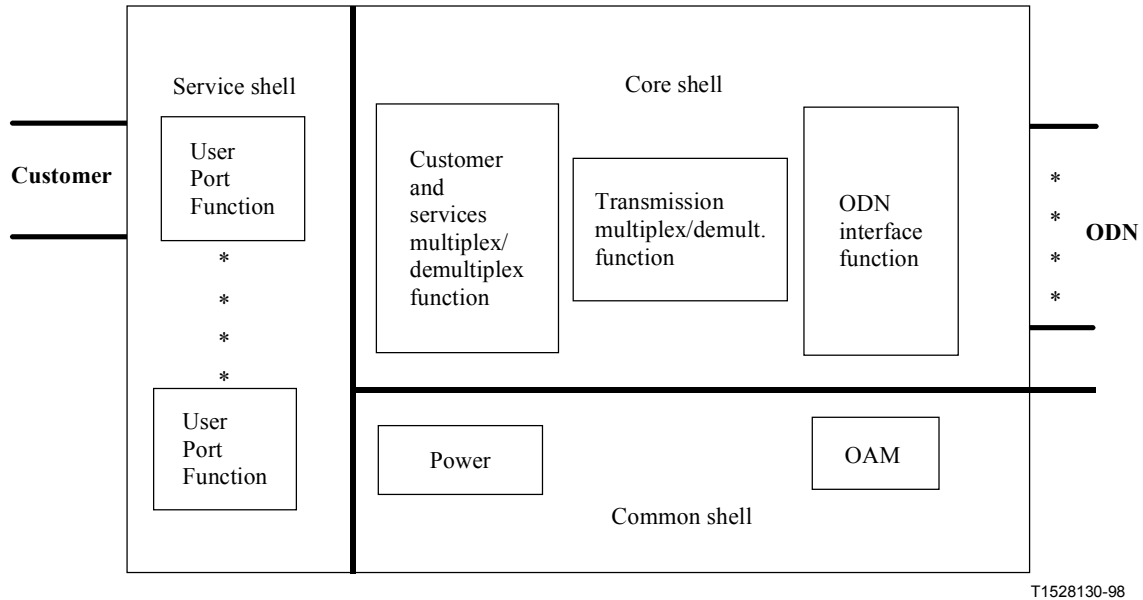 Service shell
Core shell
Customer
User
Port
Function
*
*
*
*
User
Port
Function
Customer
and
services
multiplex/
demultiplex
function
Transmission
multiplex/demult.
function
ODN
interface
function
*
*
*
*
ODN
Power
OAM
Common shell
T1528130-98